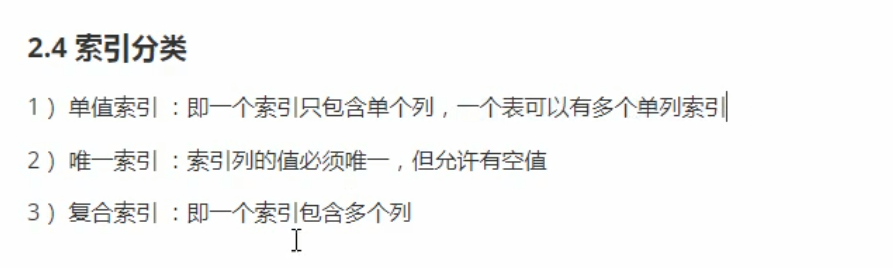 2.4 索引分类
1 ）单值索引 ：即一个索引只包含单个列，一个表可以有多个单列索引
2 ）唯一索引 ：索引列的值必须唯一，但允许有空值
3 ）复合索引 ：即一个索引包含多个列